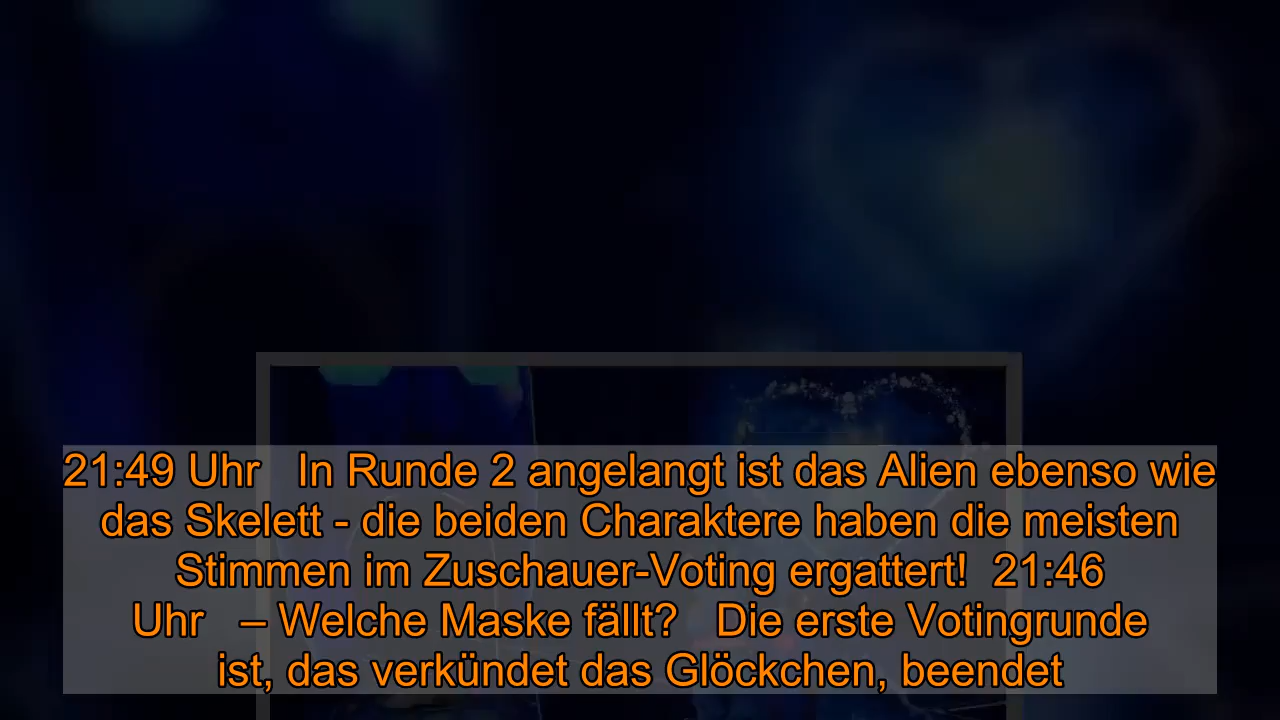 21:49 Uhr   In Runde 2 angelangt ist das Alien ebenso wie
das Skelett - die beiden Charaktere haben die meisten
Stimmen im Zuschauer-Voting ergattert!  21:46
Uhr   – Welche Maske fällt?   Die erste Votingrunde
ist, das verkündet das Glöckchen, beendet